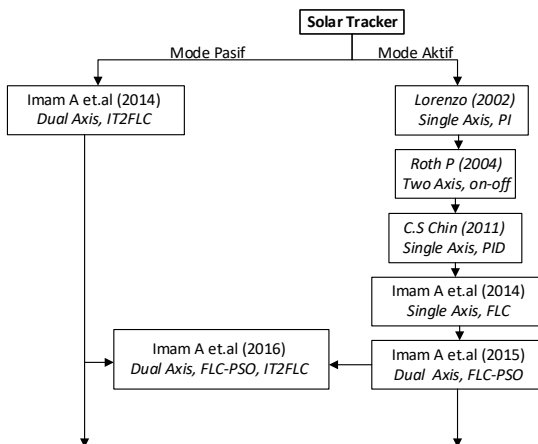 Solar Tracker
Mode Pasif
Mode Aktif
Imam A et.al (2014)
Dual Axis, IT2FLC
Lorenzo (2002)
Single Axis, PI
Roth P (2004)
Two Axis, on-off
C.S Chin (2011)
Single Axis, PID
Imam A et.al (2014)
Single Axis, FLC
Imam A et.al (2016)
Dual Axis, FLC-PSO, IT2FLC
Imam A et.al (2015)
Dual Axis, FLC-PSO